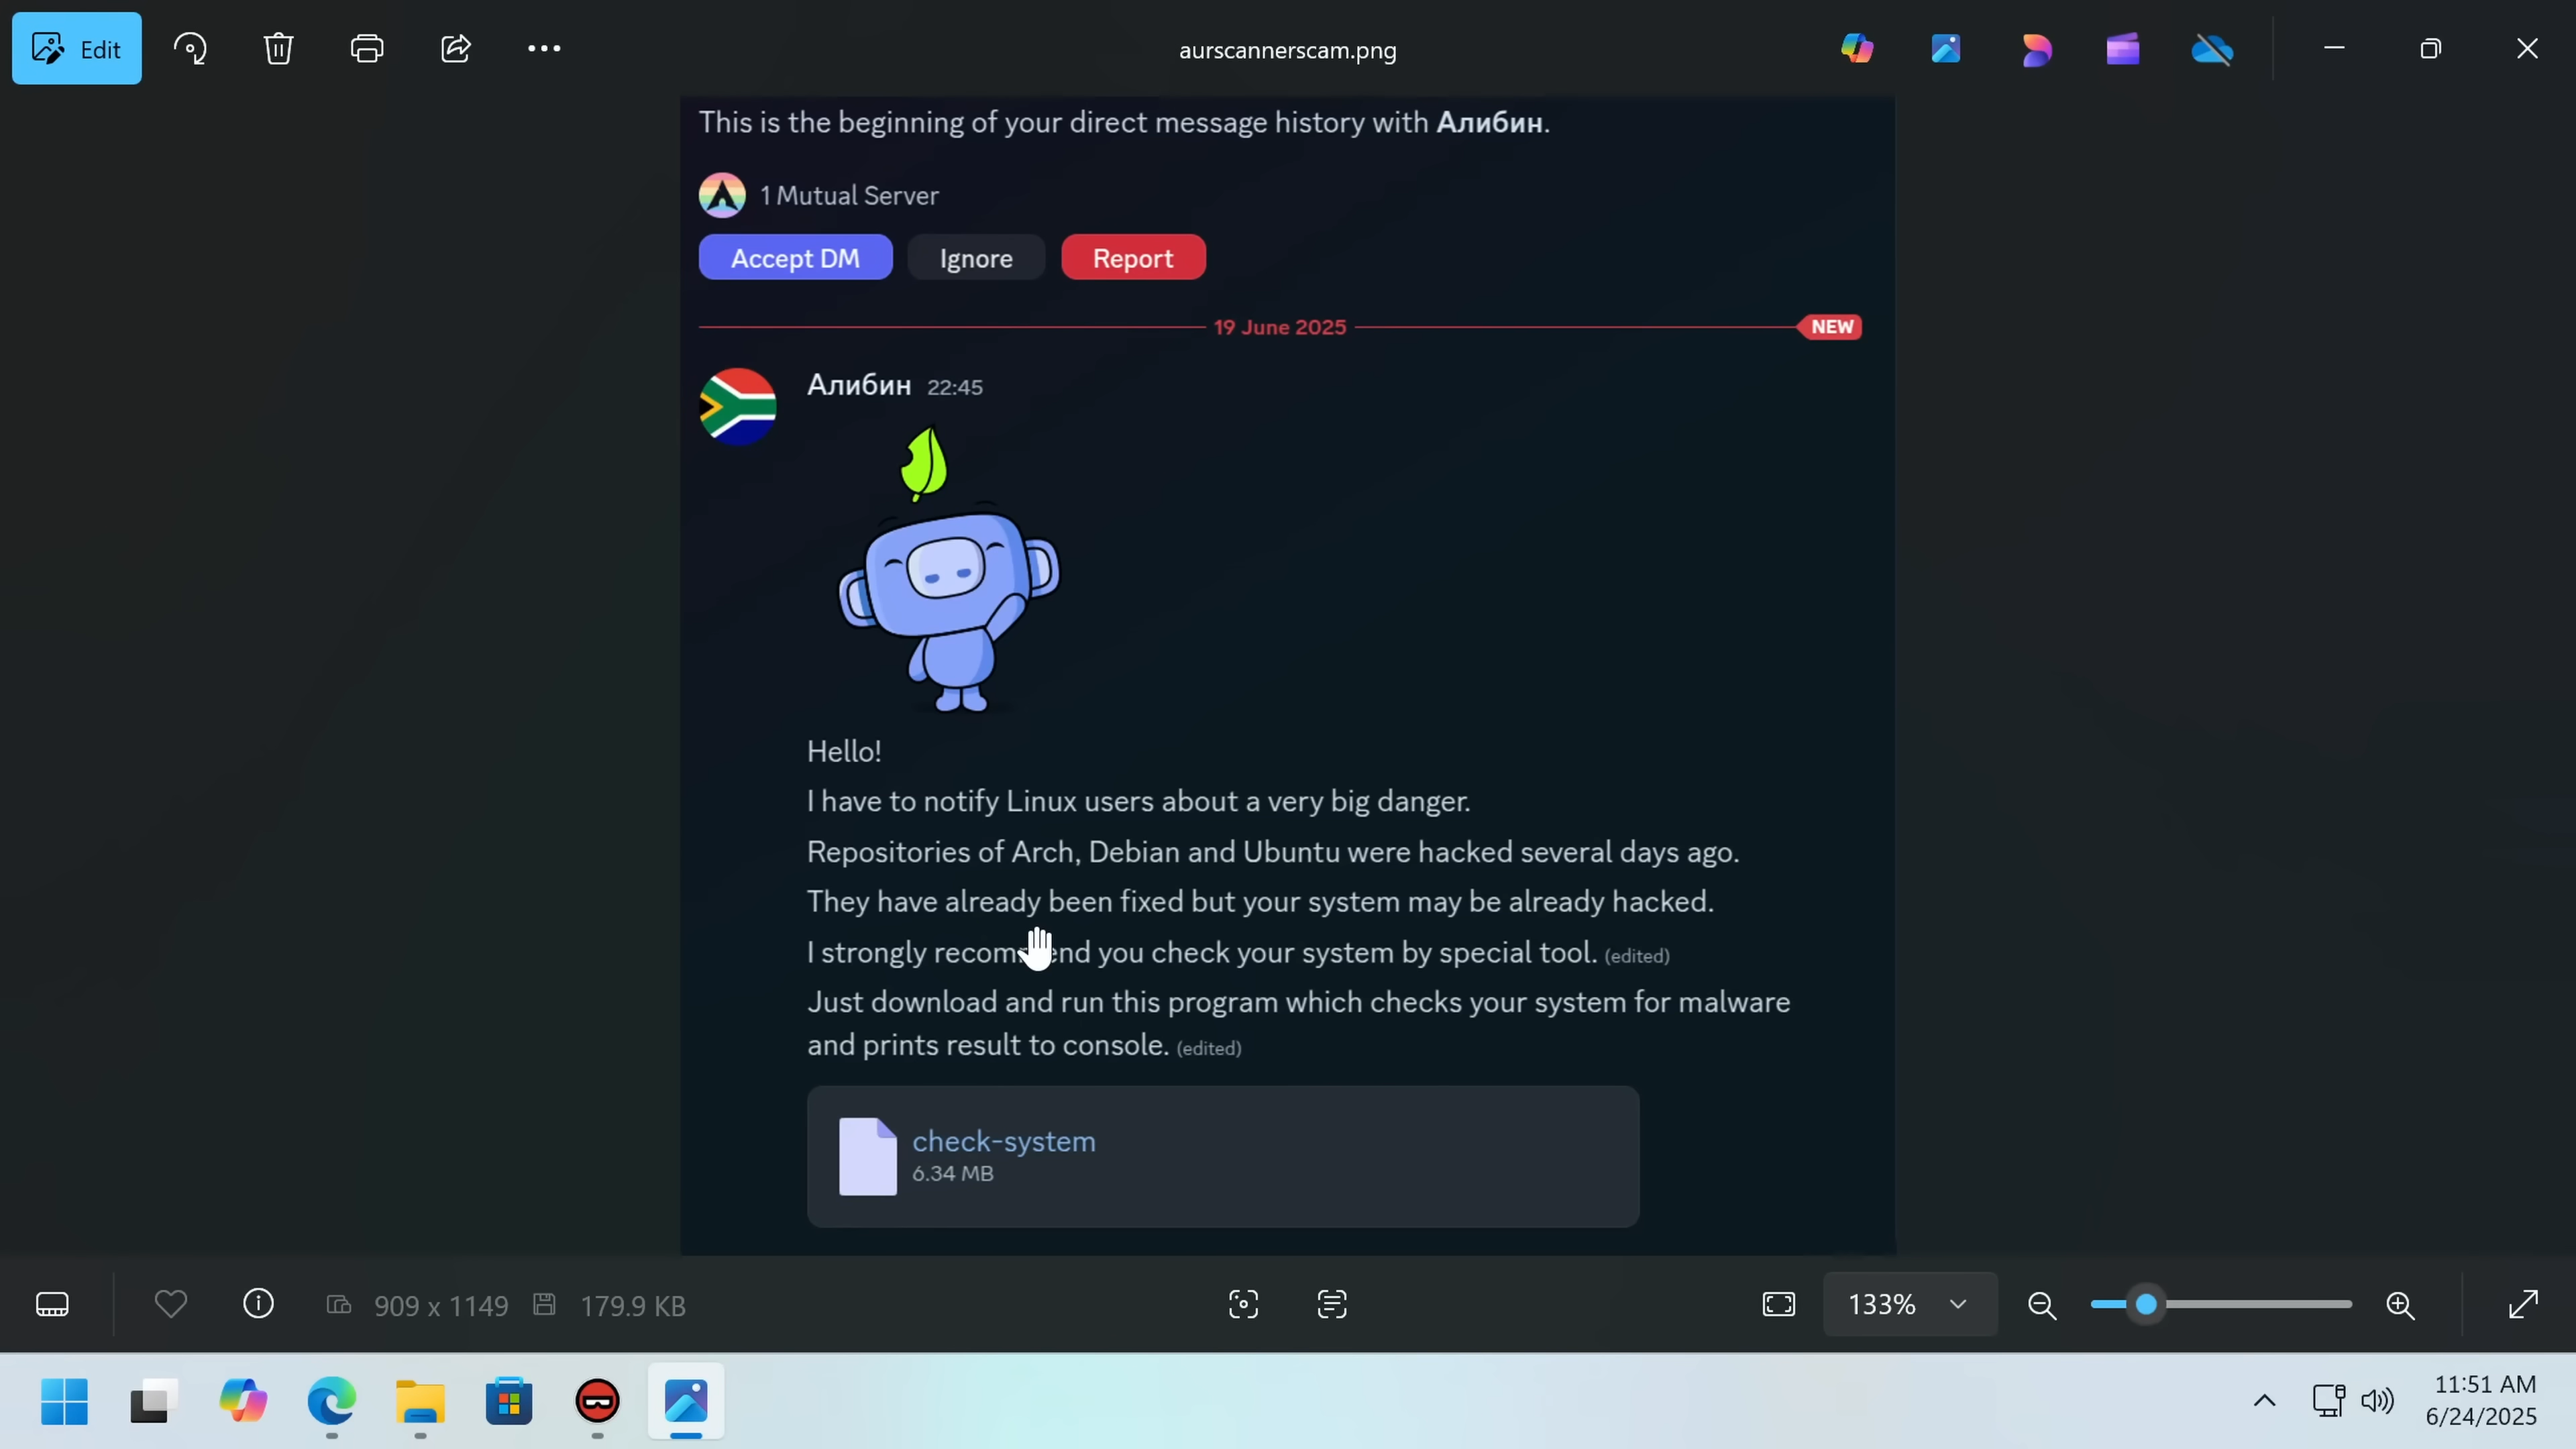 Edit
aurscannerscam.png
This is the beginning of your direct message history with Алибин.
1 Mutual Server
Accept DM Ignore Report
19 June 2025 NEW
Алибин 22:45
Hello!
I have to notify Linux users about a very big danger.
Repositories of Arch, Debian and Ubuntu were hacked several days ago.
They have already been fixed but your system may be already hacked.
I strongly recommend you check your system by special tool. (edited)
Just download and run this program which checks your system for malware
and prints result to console. (edited)
check-system
6.34 MB
909 x 1149 179.9 KB 133%
11:51 AM
6/24/2025